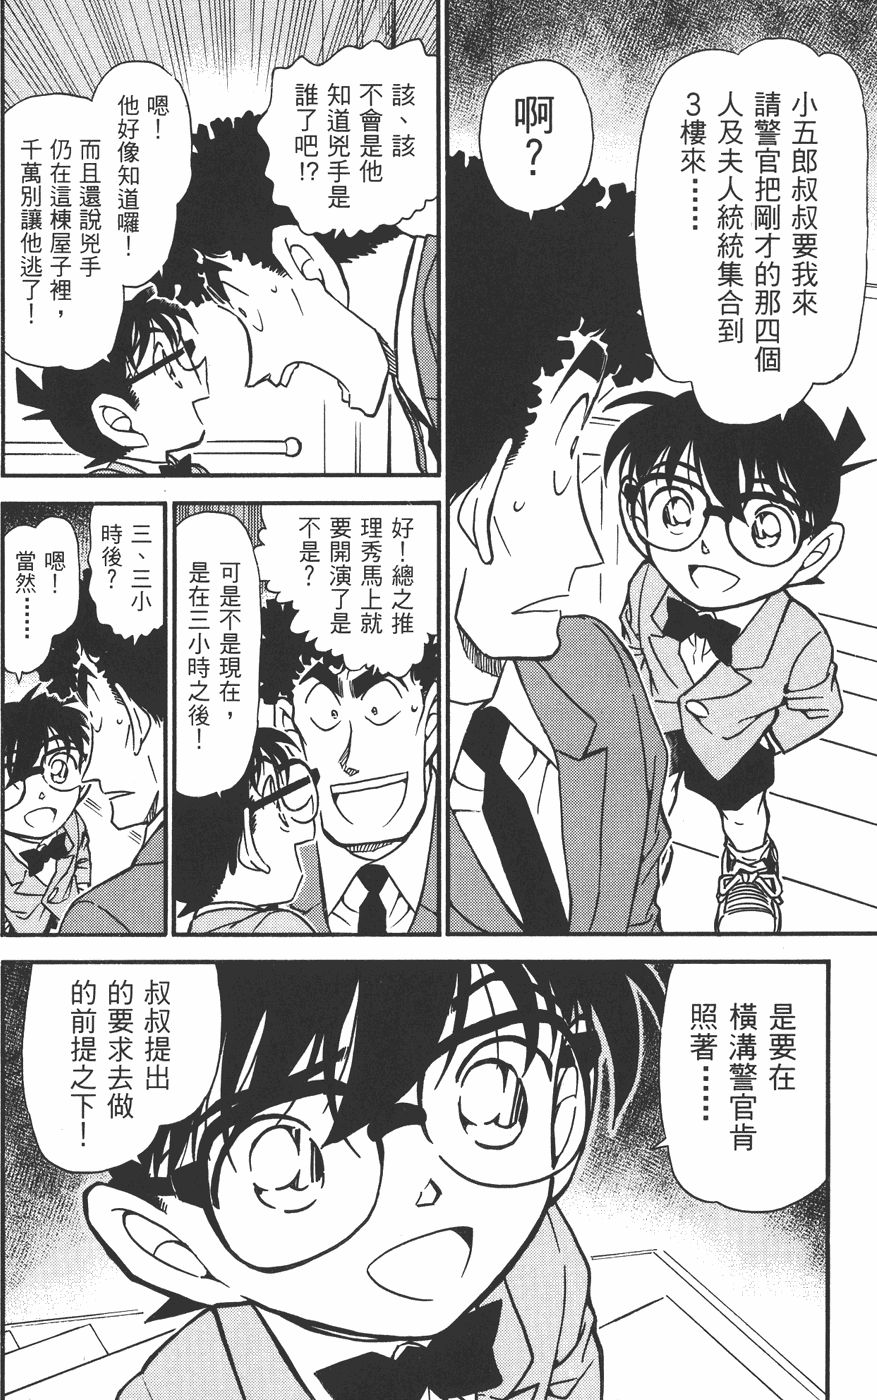 小五郎叔叔要我來
請警官把剛才的那四個
人及夫人統統集合到
3樓來……
啊？
該、該
不會是他
知道兇手是
誰了吧!?
嗯！
他好像知道囉！
而且還說兇手
仍在這棟屋子裡，
千萬別讓他逃了！
好！總之推
理秀馬上就
要開演了是
不是？
可是不是現在，
是在三小時之後！
三、三小
時後？
嗯！
當然……
是要在
橫溝警官肯
照著……
叔叔提出
的要求去做
的前提之下！